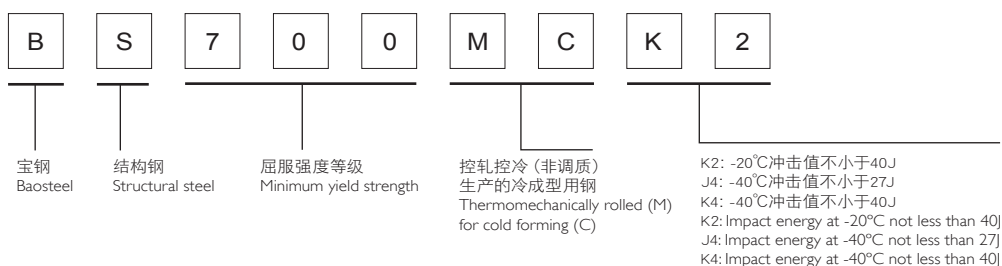 B S 7 0 0 M C K 2
宝钢
Baosteel
结构钢
Structural steel
屈服强度等级
Minimum yield strength
控轧控冷（非调质）
生产的冷成型用钢
Thermomechanically rolled (M)
for cold forming (C)
K2: -20℃冲击值不小于40J
J4: -40℃冲击值不小于27J
K4: -40℃冲击值不小于40J
K2: Impact energy at -20ºC not less than 40J
J4: Impact energy at -40ºC not less than 27J
K4: Impact energy at -40ºC not less than 40J